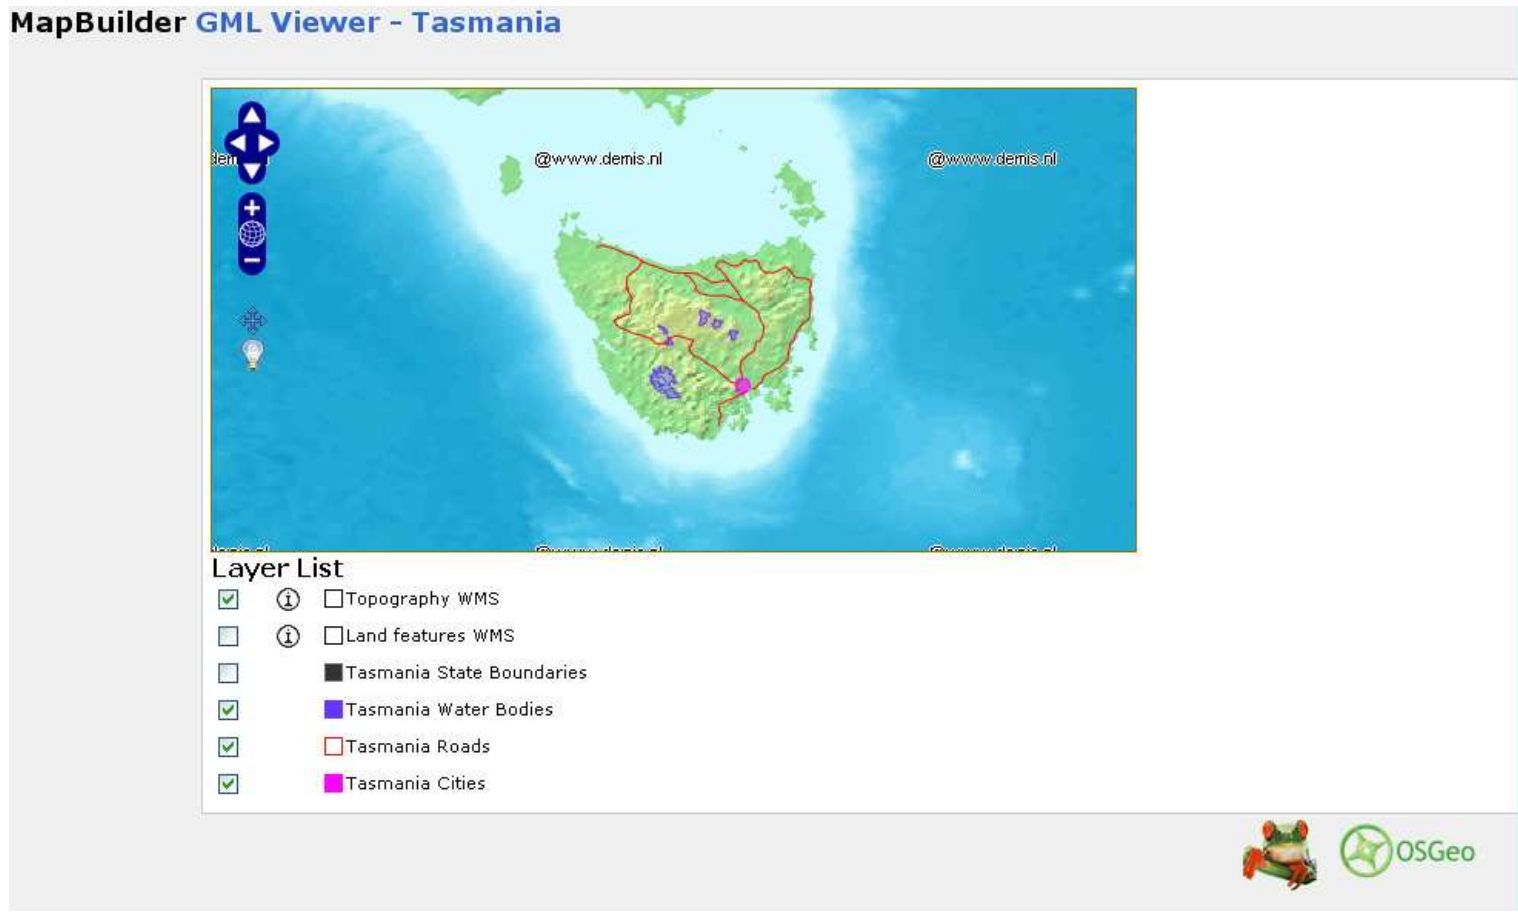 MapBuilder GML Viewer - Tasmania
@www.demis.nl
@www.demis.nl
Layer List
Topography WMS
Land features WMS
Tasmania State Boundaries
Tasmania Water Bodies
Tasmania Roads
Tasmania Cities
OSGeo